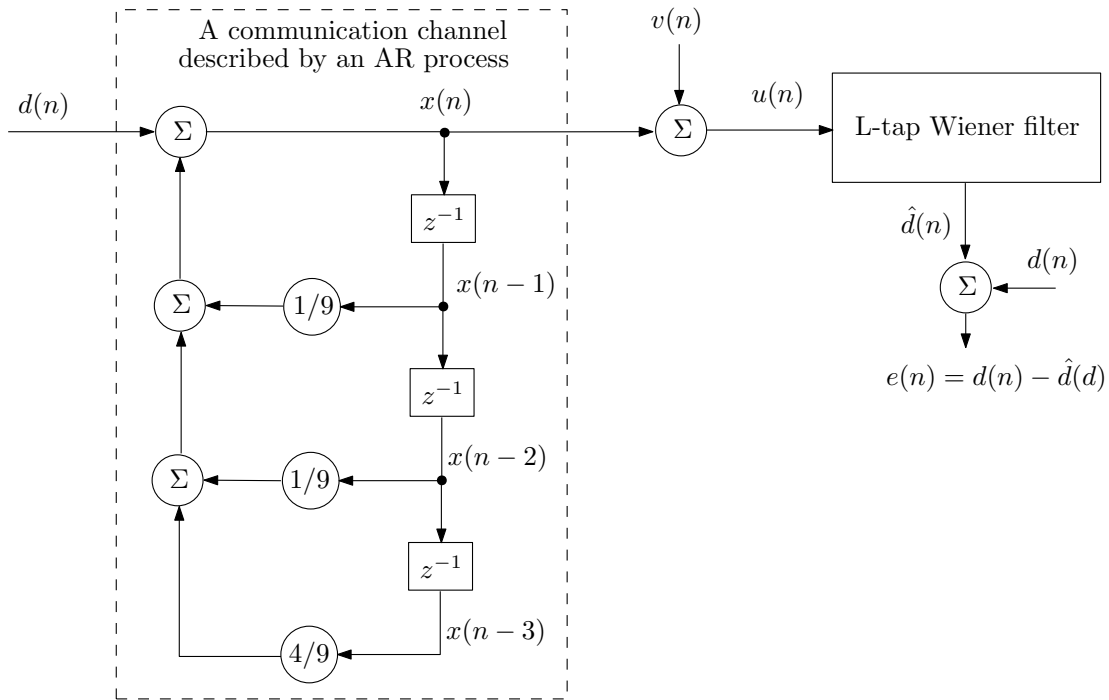 A communication channel
described by an AR process
v(n)
d(n)
Σ
x(n)
Σ
u(n)
L-tap Wiener filter
z⁻¹
d̂(n)
d(n)
Σ
x(n − 1)
Σ
1/9
e(n) = d(n) − d̂(d)
z⁻¹
x(n − 2)
Σ
1/9
z⁻¹
x(n − 3)
4/9